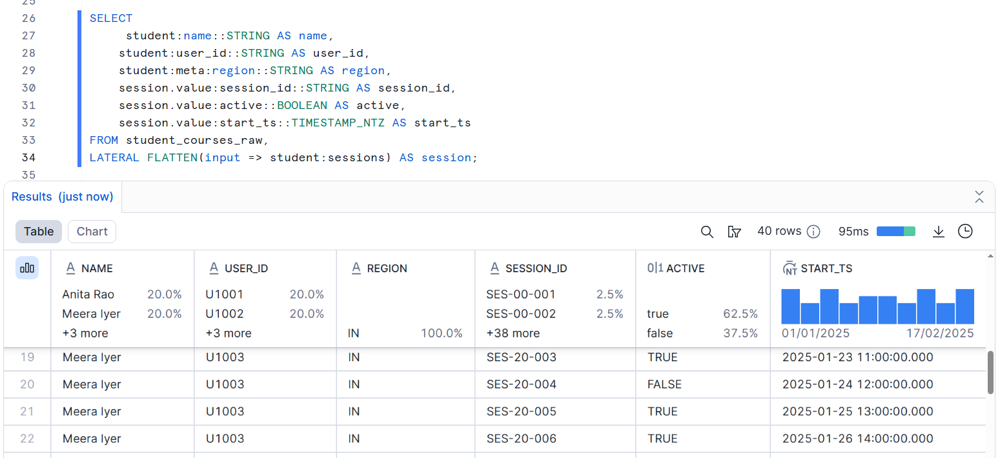 25
26 SELECT
27 student:name::STRING AS name,
28 student:user_id::STRING AS user_id,
29 student:meta:region::STRING AS region,
30 session.value:session_id::STRING AS session_id,
31 session.value:active::BOOLEAN AS active,
32 session.value:start_ts::TIMESTAMP_NTZ AS start_ts
33 FROM student_courses_raw,
34 LATERAL FLATTEN(input => student:sessions) AS session;
35
Results (just now)
Table Chart 40 rows 95ms
A NAME A USER_ID A REGION A SESSION_ID 0|1 ACTIVE NT START_TS
Anita Rao 20.0% U1001 20.0% SES-00-001 2.5%
Meera Iyer 20.0% U1002 20.0% SES-00-002 2.5% true 62.5%
+3 more +3 more IN 100.0% +38 more false 37.5% 01/01/2025 17/02/2025
19 Meera Iyer U1003 IN SES-20-003 TRUE 2025-01-23 11:00:00.000
20 Meera Iyer U1003 IN SES-20-004 FALSE 2025-01-24 12:00:00.000
21 Meera Iyer U1003 IN SES-20-005 TRUE 2025-01-25 13:00:00.000
22 Meera Iyer U1003 IN SES-20-006 TRUE 2025-01-26 14:00:00.000